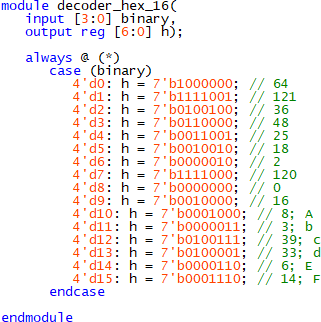 module decoder_hex_16(
input [3:0] binary,
output reg [6:0] h);
always @ (*)
case (binary)
4'd0: h = 7'b1000000; // 64
4'd1: h = 7'b1111001; // 121
4'd2: h = 7'b0100100; // 36
4'd3: h = 7'b0110000; // 48
4'd4: h = 7'b0011001; // 25
4'd5: h = 7'b0010010; // 18
4'd6: h = 7'b0000010; // 2
4'd7: h = 7'b1111000; // 120
4'd8: h = 7'b0000000; // 0
4'd9: h = 7'b0010000; // 16
4'd10: h = 7'b0001000; // 8; A
4'd11: h = 7'b0000011; // 3; b
4'd12: h = 7'b0100111; // 39; c
4'd13: h = 7'b0100001; // 33; d
4'd14: h = 7'b0000110; // 6; E
4'd15: h = 7'b0001110; // 14; F
endcase
endmodule